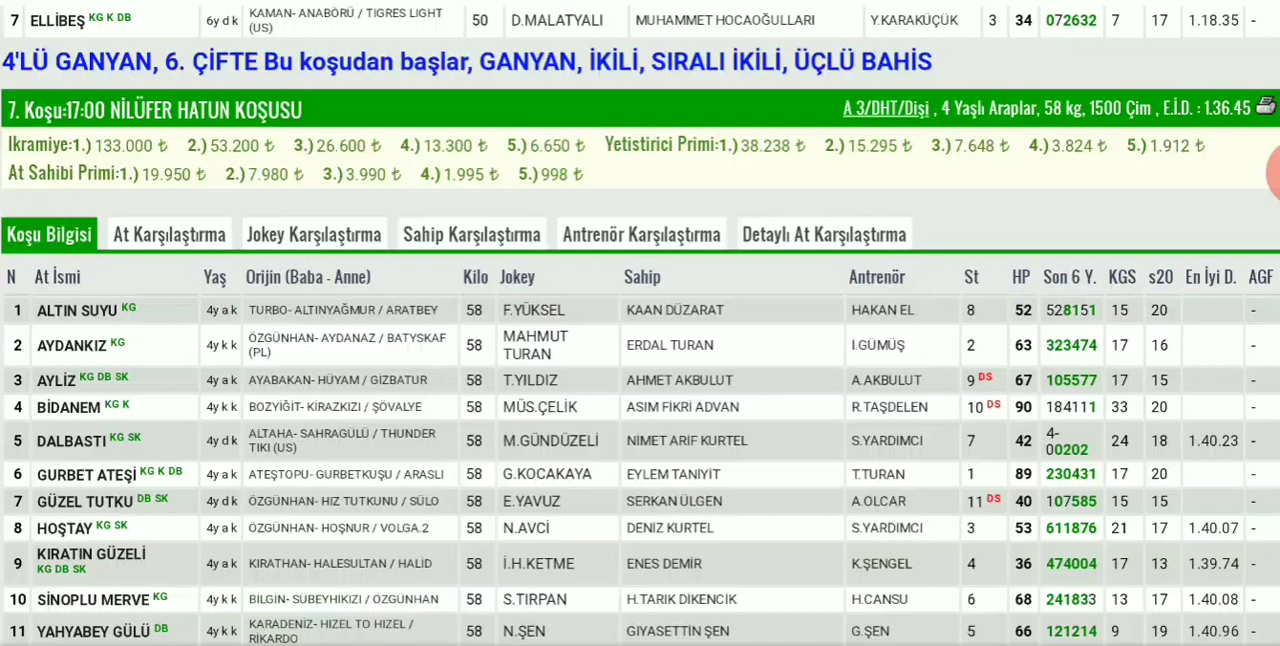 7 ELLİBEŞ KG K DB 6y d k KAMAN- ANABÖRÜ / TIGRES LIGHT (US) 50 D.MALATYALI MUHAMMET HOCAOĞULLARI Y.KARAKÜÇÜK 3 34 072632 7 17 1.18.35 -
4'LÜ GANYAN, 6. ÇİFTE Bu koşudan başlar, GANYAN, İKİLİ, SIRALI İKİLİ, ÜÇLÜ BAHİS
7. Koşu:17:00 NİLÜFER HATUN KOŞUSU A 3/DHT/Dişi , 4 Yaşlı Araplar, 58 kg, 1500 Çim , E.İ.D. : 1.36.45
İkramiye:1.) 133.000 ₺ 2.) 53.200 ₺ 3.) 26.600 ₺ 4.) 13.300 ₺ 5.) 6.650 ₺ Yetistirici Primi:1.) 38.238 ₺ 2.) 15.295 ₺ 3.) 7.648 ₺ 4.) 3.824 ₺ 5.) 1.912 ₺
At Sahibi Primi:1.) 19.950 ₺ 2.) 7.980 ₺ 3.) 3.990 ₺ 4.) 1.995 ₺ 5.) 998 ₺
Koşu Bilgisi At Karşılaştırma Jokey Karşılaştırma Sahip Karşılaştırma Antrenör Karşılaştırma Detaylı At Karşılaştırma
N At İsmi Yaş Orijin (Baba - Anne) Kilo Jokey Sahip Antrenör St HP Son 6 Y. KGS s20 En İyi D. AGF
1 ALTIN SUYU KG 4y a k TURBO- ALTINYAĞMUR / ARATBEY 58 F.YÜKSEL KAAN DÜZARAT HAKAN EL 8 52 528151 15 20 -
2 AYDANKIZ KG 4y k k ÖZGÜNHAN- AYDANAZ / BATYSKAF (PL) 58 MAHMUT TURAN ERDAL TURAN İ.GÜMÜŞ 2 63 323474 17 16 -
3 AYLİZ KG DB SK 4y a k AYABAKAN- HÜYAM / GİZBATUR 58 T.YILDIZ AHMET AKBULUT A.AKBULUT 9 DS 67 105577 17 15 -
4 BİDANEM KG K 4y k k BOZYİĞİT- KİRAZKIZI / ŞÖVALYE 58 MÜS.ÇELİK ASIM FİKRİ ADVAN R.TAŞDELEN 10 DS 90 184111 33 20 -
5 DALBASTI KG SK 4y d k ALTAHA- SAHRAGÜLÜ / THUNDER TIKI (US) 58 M.GÜNDÜZELİ NİMET ARİF KURTEL S.YARDIMCI 7 42 4-00202 24 18 1.40.23 -
6 GURBET ATEŞİ KG K DB 4y a k ATEŞTOPU- GURBETKUŞU / ARASLI 58 G.KOCAKAYA EYLEM TANİYİT T.TURAN 1 89 230431 17 20 -
7 GÜZEL TUTKU DB SK 4y d k ÖZGÜNHAN- HIZ TUTKUNU / SÜLO 58 E.YAVUZ SERKAN ÜLGEN A.OLCAR 11 DS 40 107585 15 15 -
8 HOŞTAY KG SK 4y a k ÖZGÜNHAN- HOŞNUR / VOLGA.2 58 N.AVCİ DENİZ KURTEL S.YARDIMCI 3 53 611876 21 17 1.40.07 -
9 KIRATIN GÜZELİ KG DB SK 4y a k KIRATHAN- HALESULTAN / HALİD 58 İ.H.KETME ENES DEMİR K.ŞENGEL 4 36 474004 17 13 1.39.74 -
10 SİNOPLU MERVE KG 4y k k BİLGİN- SÜBEYHIKIZI / ÖZGÜNHAN 58 S.TIRPAN H.TARIK DİKENCİK H.CANSU 6 68 241833 13 17 1.40.08 -
11 YAHYABEY GÜLÜ DB 4y k k KARADENİZ- HIZEL TO HIZEL / RİKARDO 58 N.ŞEN GIYASETTİN ŞEN G.ŞEN 5 66 121214 9 19 1.40.96 -